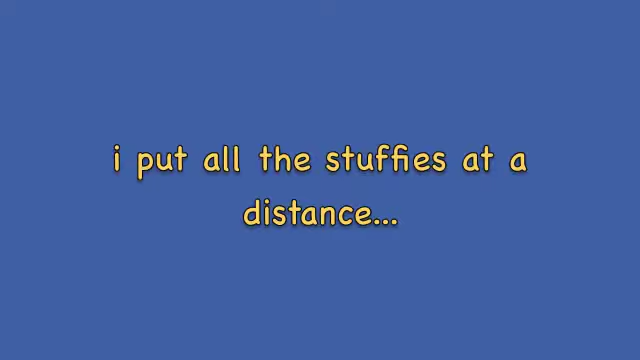 i put all the stuffies at a
distance...